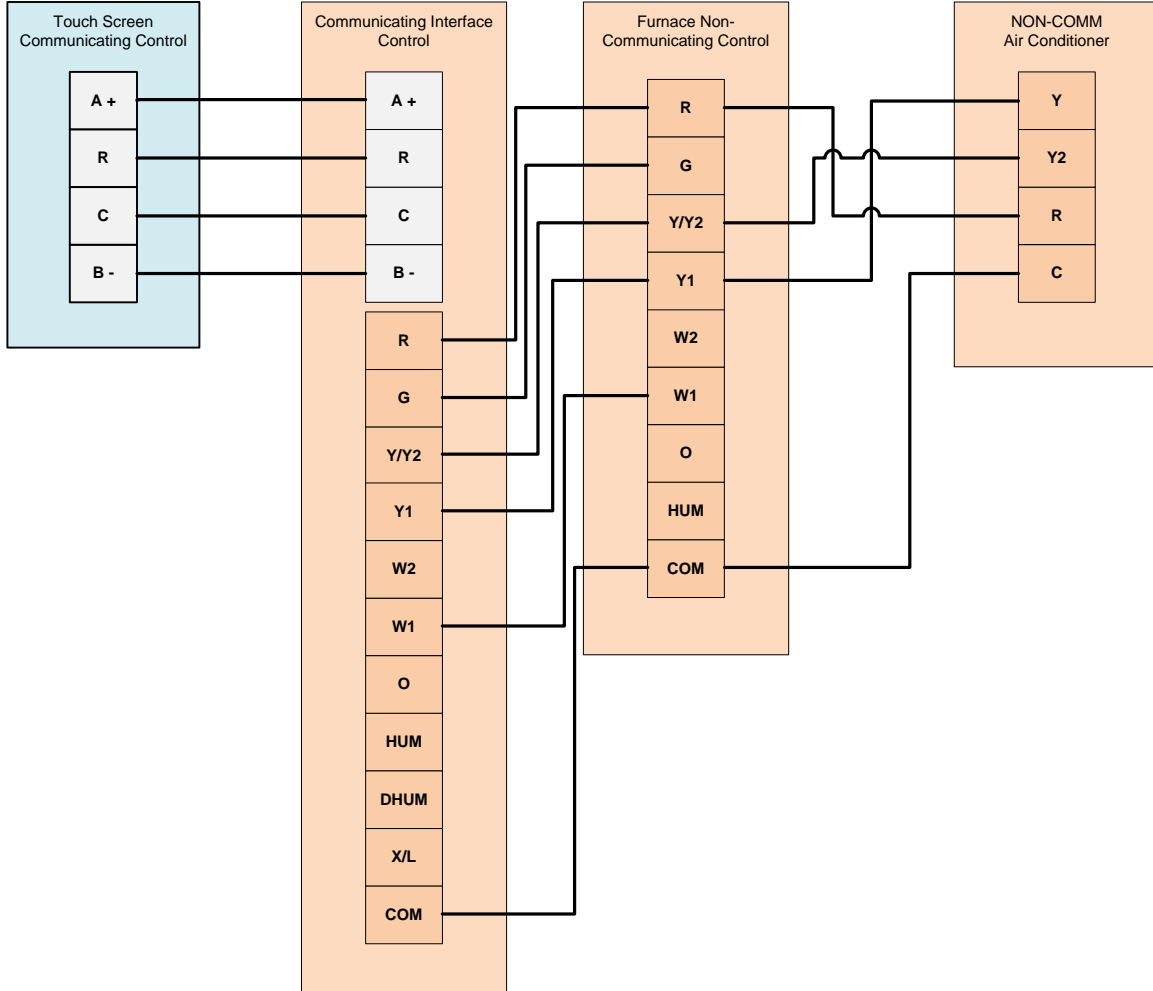 Touch Screen
Communicating Control
A +
R
C
B -
Communicating Interface
Control
A +
R
C
B -
R
G
Y/Y2
Y1
W2
W1
O
HUM
DHUM
X/L
COM
Furnace Non-
Communicating Control
R
G
Y/Y2
Y1
W2
W1
O
HUM
COM
NON-COMM
Air Conditioner
Y
Y2
R
C